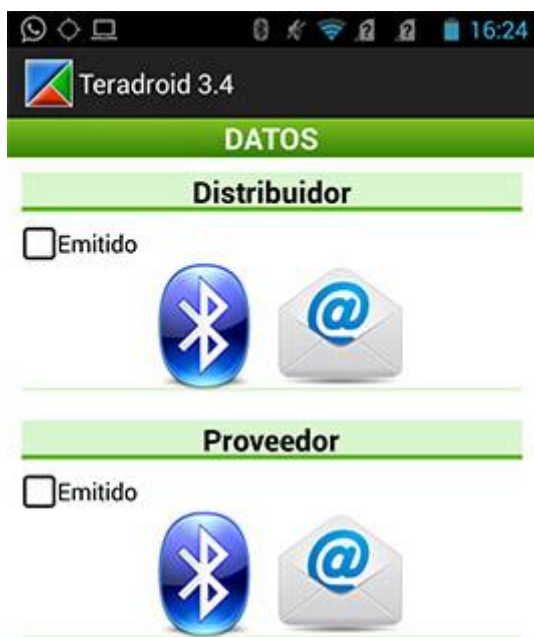 16:24
Teradroid 3.4
DATOS
Distribuidor
Emitido
@
Proveedor
Emitido
@